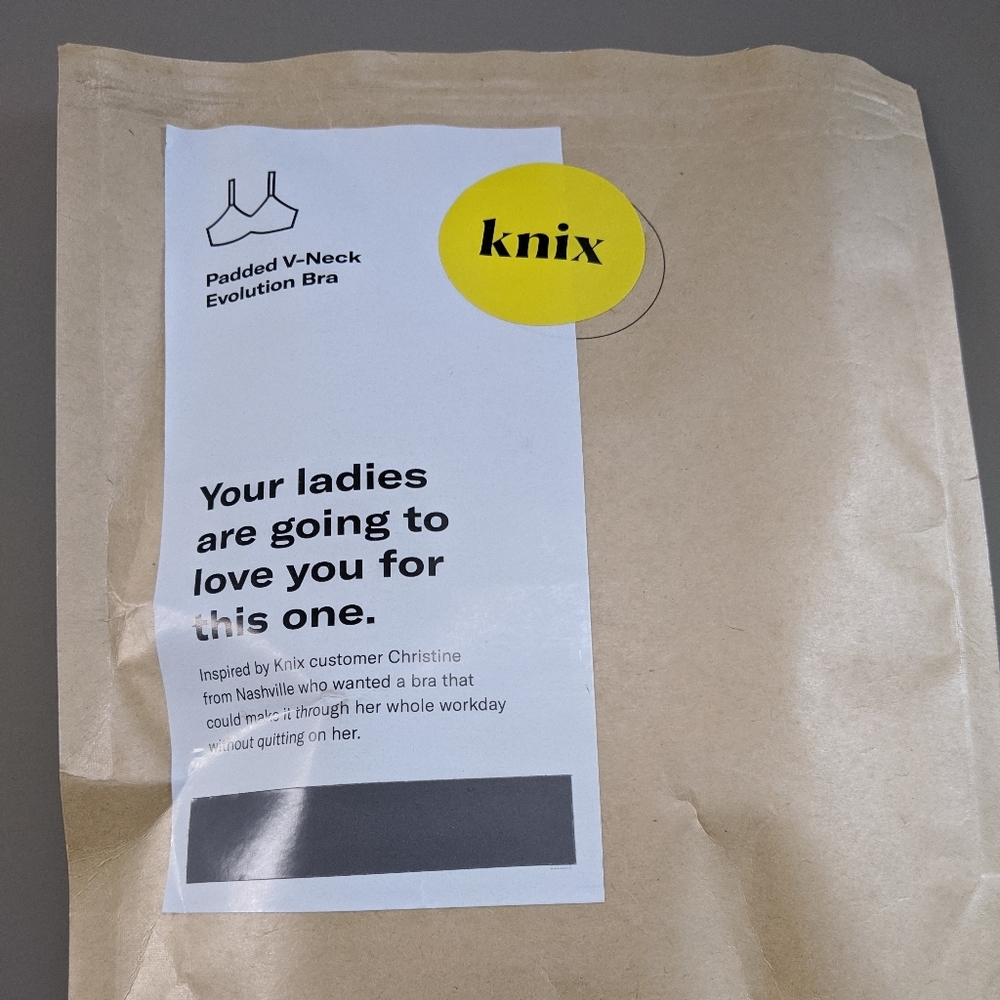 Padded V-Neck
Evolution Bra
knix
Your ladies
are going to
love you for
this one.
Inspired by Knix customer Christine
from Nashville who wanted a bra that
could make it through her whole workday
without quitting on her.